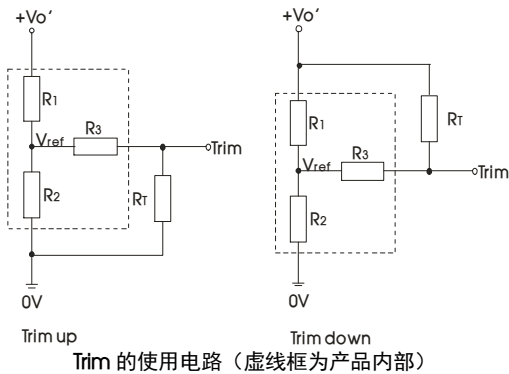 +Vo'
R1
Vref
R3
Trim
R2
RT
0V
Trim up
+Vo'
R1
RT
Vref
R3
Trim
R2
0V
Trim down
Trim 的使用电路（虚线框为产品内部）